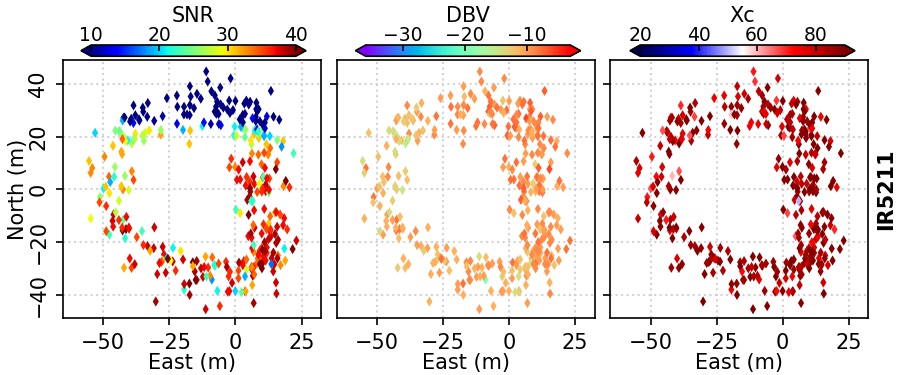 SNR DBV Xc
10 20 30 40 −30 −20 −10 20 40 60 80
40
20
0
−20
−40
North (m)
−50 −25 0 25 −50 −25 0 25 −50 −25 0 25
East (m) East (m) East (m)
IR5211